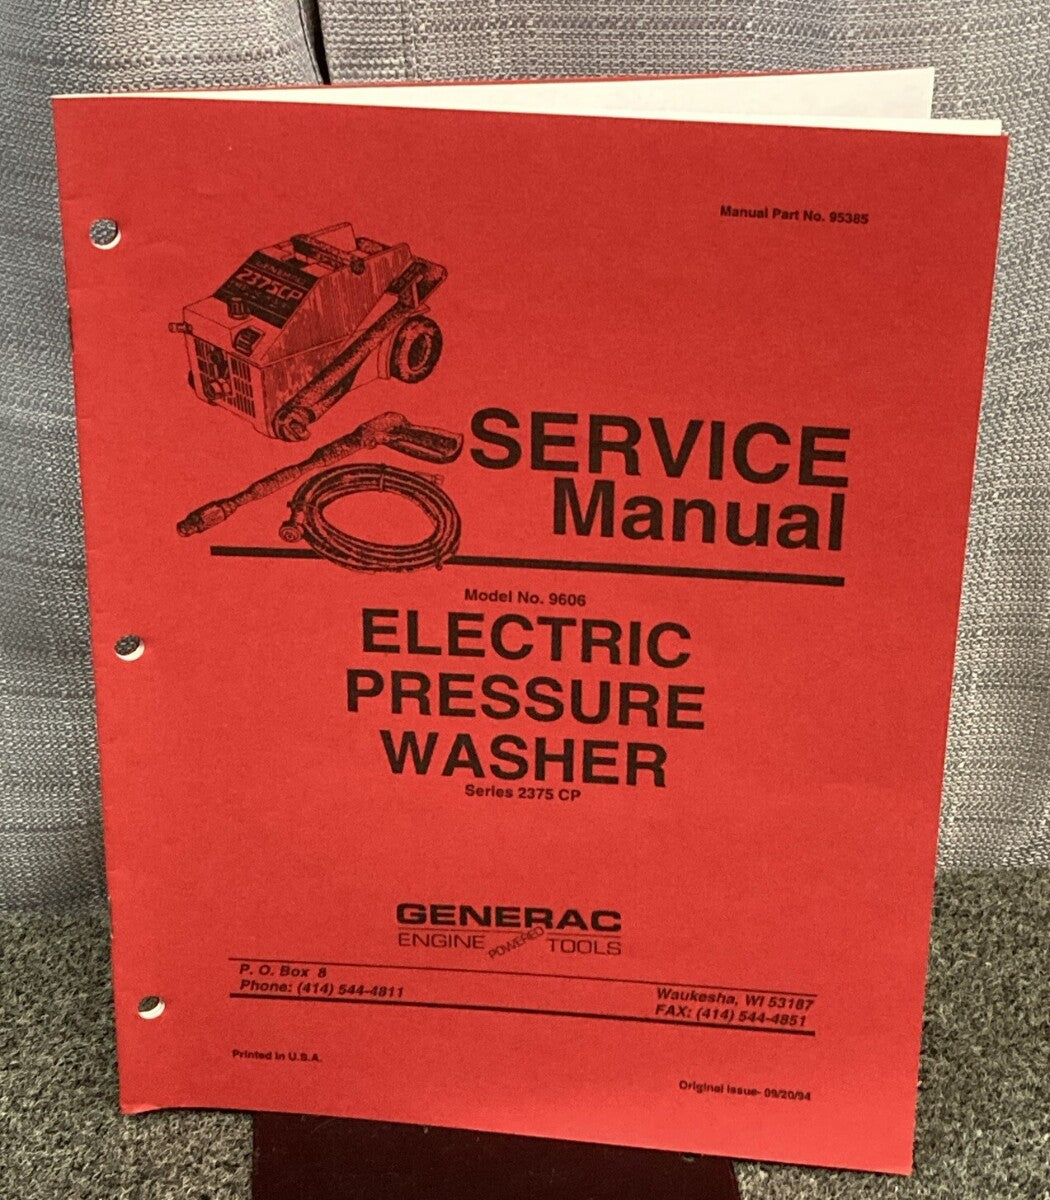 Manual Part No. 95385
GENERAC
2375CP
SERVICE
Manual
Model No. 9606
ELECTRIC
PRESSURE
WASHER
Series 2375 CP
GENERAC
ENGINE POWERED TOOLS
P. O. Box 8
Phone: (414) 544-4811
Waukesha, WI 53187
FAX: (414) 544-4851
Printed in U.S.A.
Original Issue- 09/20/94